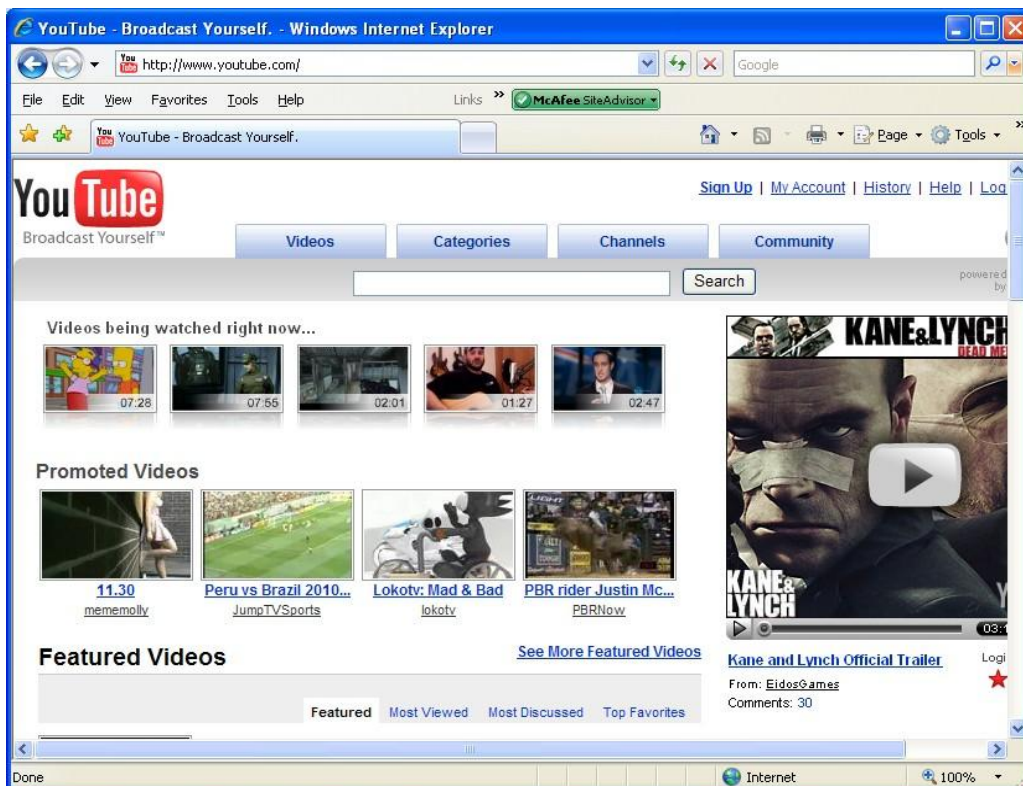 YouTube - Broadcast Yourself. - Windows Internet Explorer
http://www.youtube.com/
Google
File Edit View Favorites Tools Help
Links
McAfee SiteAdvisor
YouTube - Broadcast Yourself.
Page Tools
YouTube
Broadcast Yourself™
Sign Up | My Account | History | Help | Log
Videos Categories Channels Community
Search
powered
by
Videos being watched right now...
07:28 07:55 02:01 01:27 02:47
KANE&LYNCH
DEAD ME
Promoted Videos
11.30 Peru vs Brazil 2010... Lokotv: Mad & Bad PBR rider Justin Mc...
mememolly JumpTVSports lokotv PBRNow
KANE&
LYNCH
03:1
Featured Videos
See More Featured Videos
Featured Most Viewed Most Discussed Top Favorites
Kane and Lynch Official Trailer
Logi
From: EidosGames
Comments: 30
Done
Internet
100%